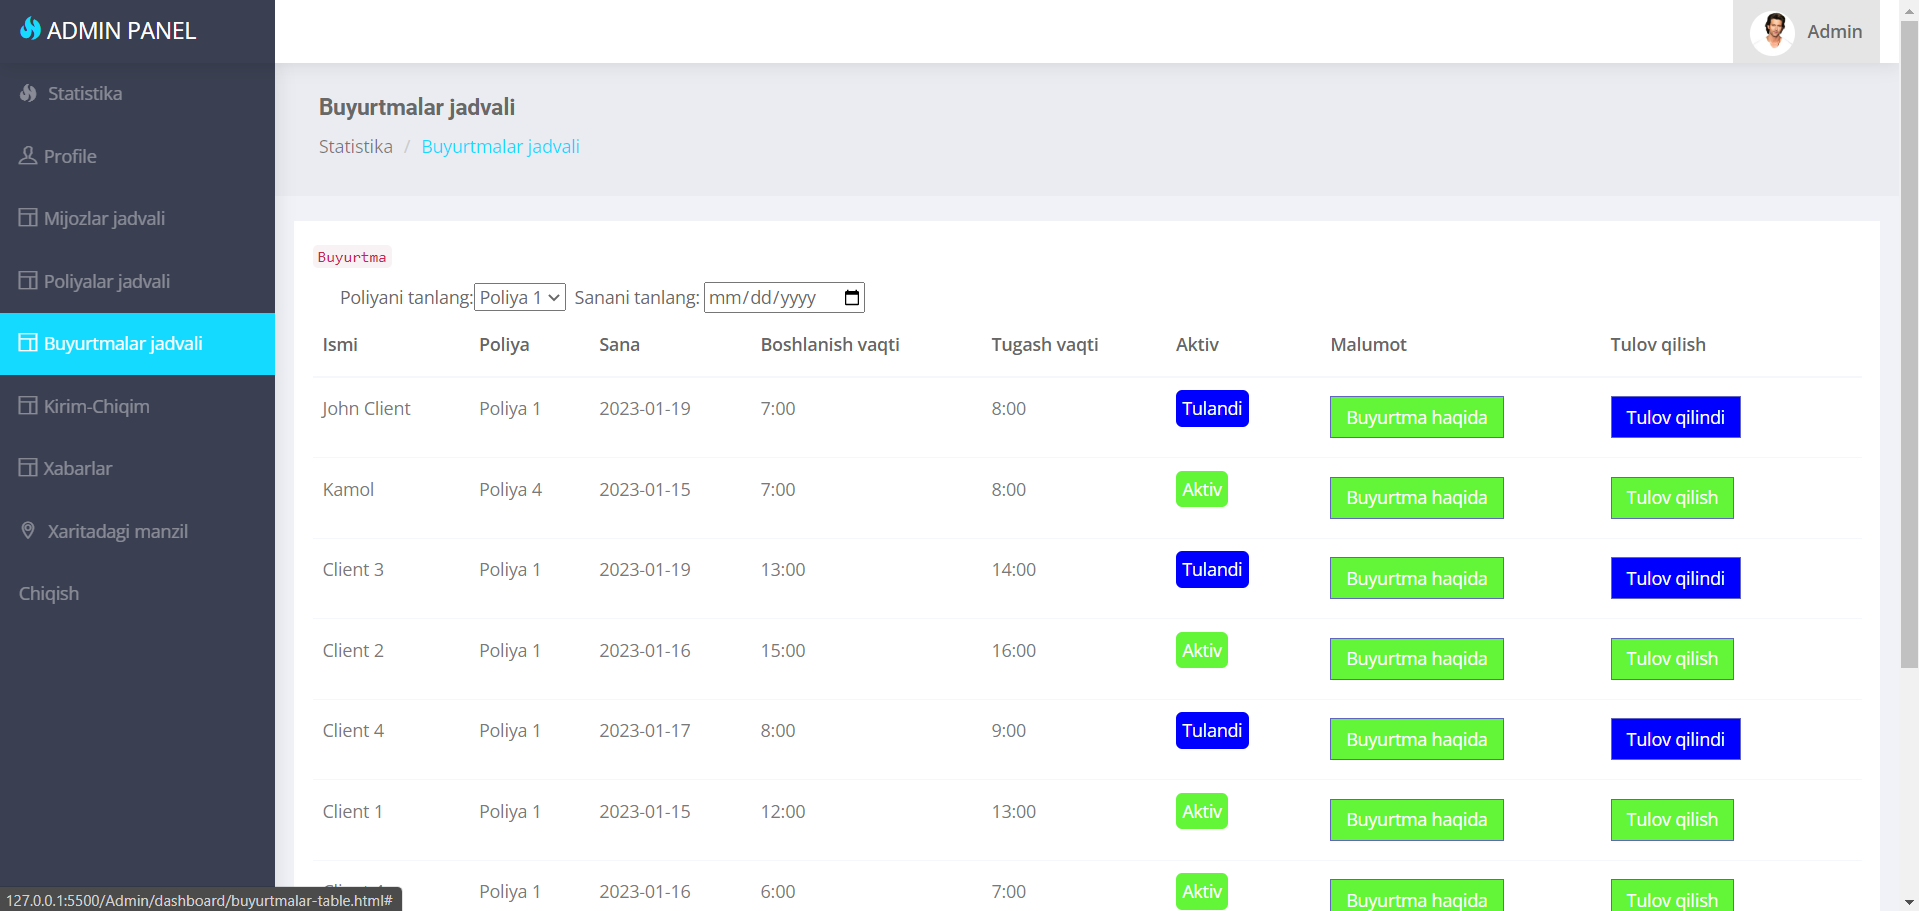 ADMIN PANEL
Admin
Statistika
Profile
Mijozlar jadvali
Poliyalar jadvali
Buyurtmalar jadvali
Kirim-Chiqim
Xabarlar
Xaritadagi manzil
Chiqish
Buyurtmalar jadvali
Statistika / Buyurtmalar jadvali
Buyurtma
Poliyani tanlang: Poliya 1 Sanani tanlang: mm/dd/yyyy
Ismi Poliya Sana Boshlanish vaqti Tugash vaqti Aktiv Malumot Tulov qilish
John Client Poliya 1 2023-01-19 7:00 8:00 Tulandi Buyurtma haqida Tulov qilindi
Kamol Poliya 4 2023-01-15 7:00 8:00 Aktiv Buyurtma haqida Tulov qilish
Client 3 Poliya 1 2023-01-19 13:00 14:00 Tulandi Buyurtma haqida Tulov qilindi
Client 2 Poliya 1 2023-01-16 15:00 16:00 Aktiv Buyurtma haqida Tulov qilish
Client 4 Poliya 1 2023-01-17 8:00 9:00 Tulandi Buyurtma haqida Tulov qilindi
Client 1 Poliya 1 2023-01-15 12:00 13:00 Aktiv Buyurtma haqida Tulov qilish
Poliya 1 2023-01-16 6:00 7:00 Aktiv Buyurtma haqida Tulov qilish
127.0.0.1:5500/Admin/dashboard/buyurtmalar-table.html#